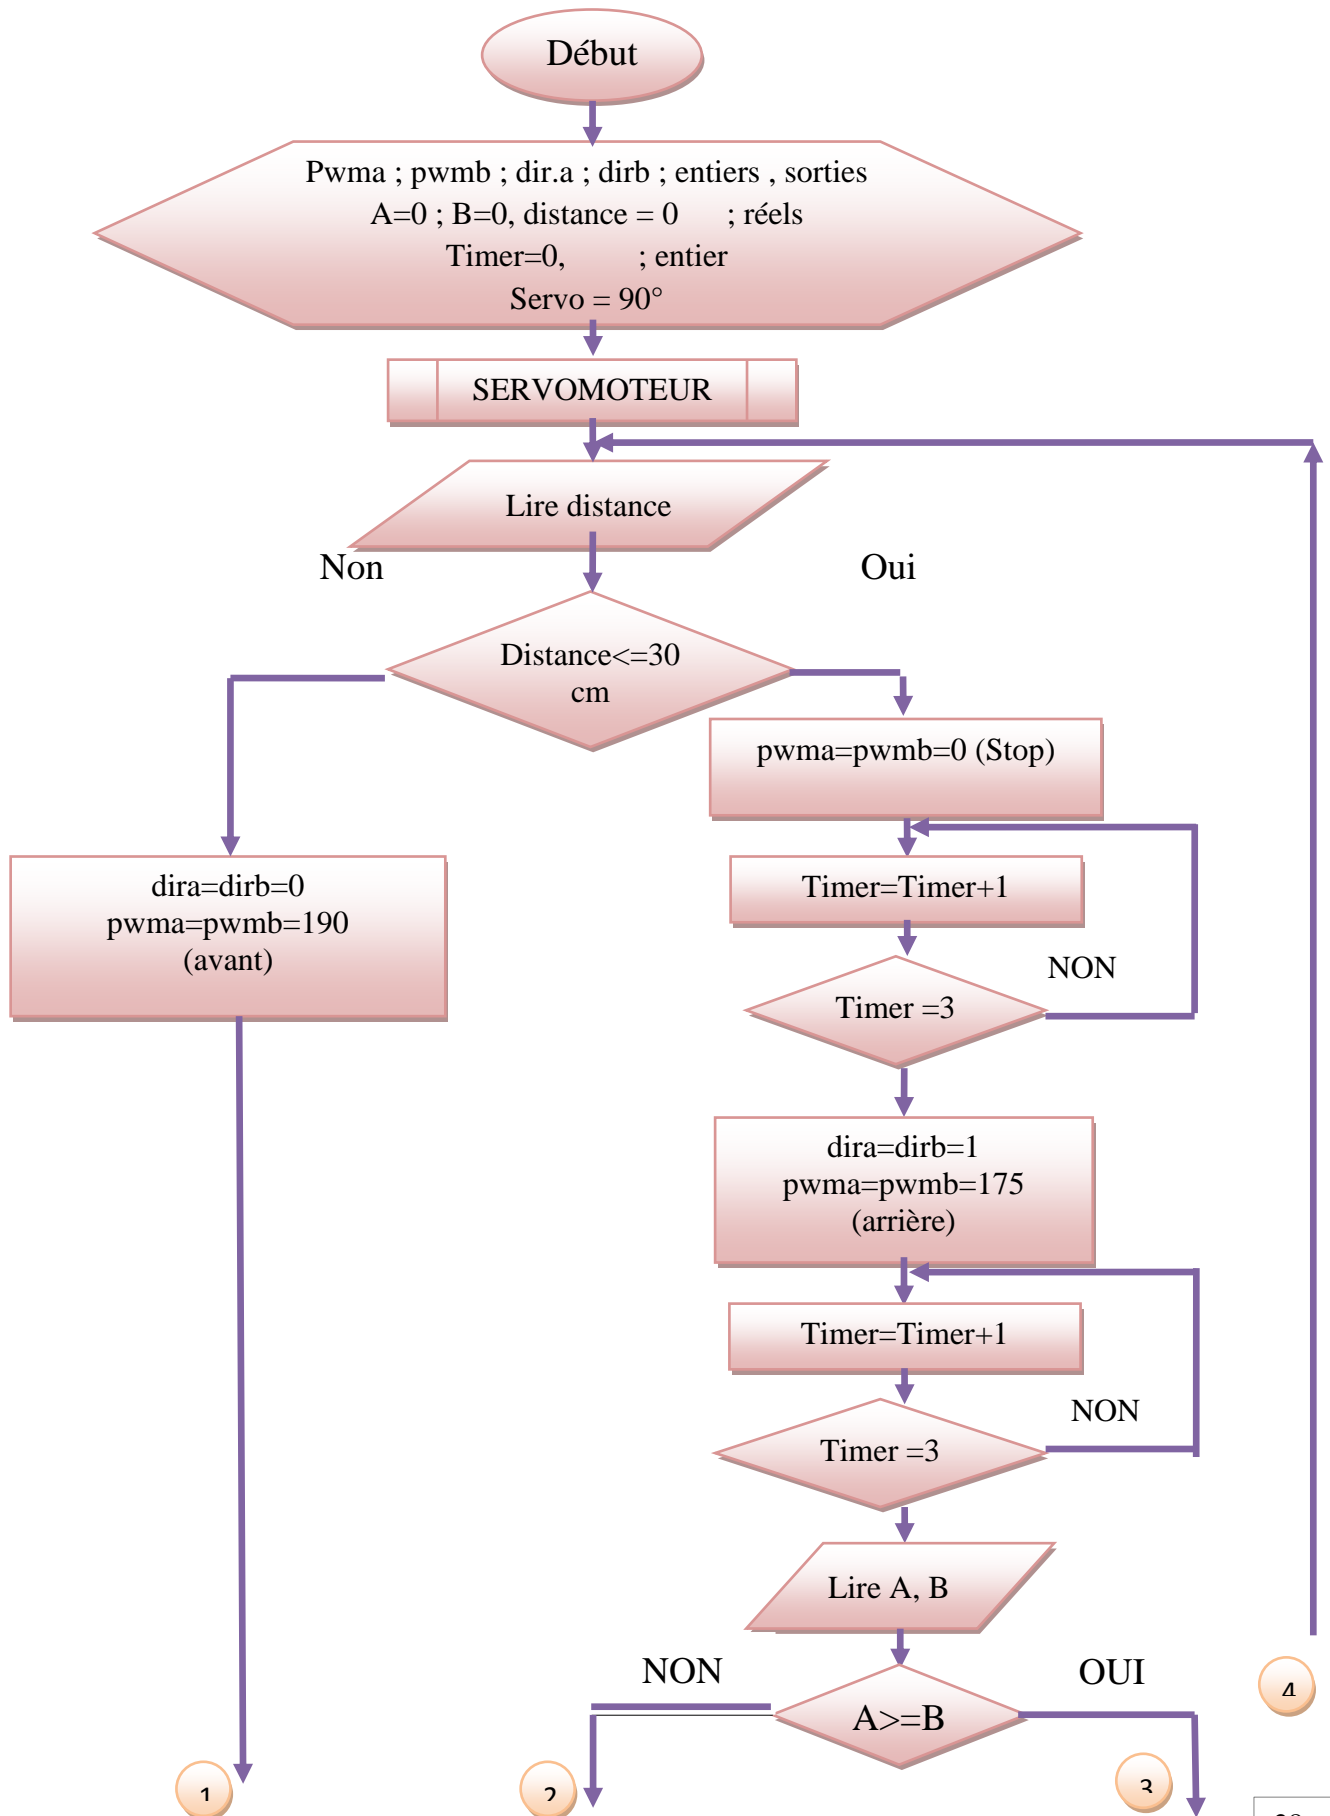 Début
Pwma ; pwmb ; dir.a ; dirb ; entiers , sorties
A=0 ; B=0, distance = 0 ; réels
Timer=0, ; entier
Servo = 90°
SERVOMOTEUR
Lire distance
Non
Oui
Distance<=30
cm
pwma=pwmb=0 (Stop)
dira=dirb=0
pwma=pwmb=190
(avant)
Timer=Timer+1
NON
Timer =3
dira=dirb=1
pwma=pwmb=175
(arrière)
Timer=Timer+1
NON
Timer =3
Lire A, B
NON
OUI
A>=B
4
1
2
3